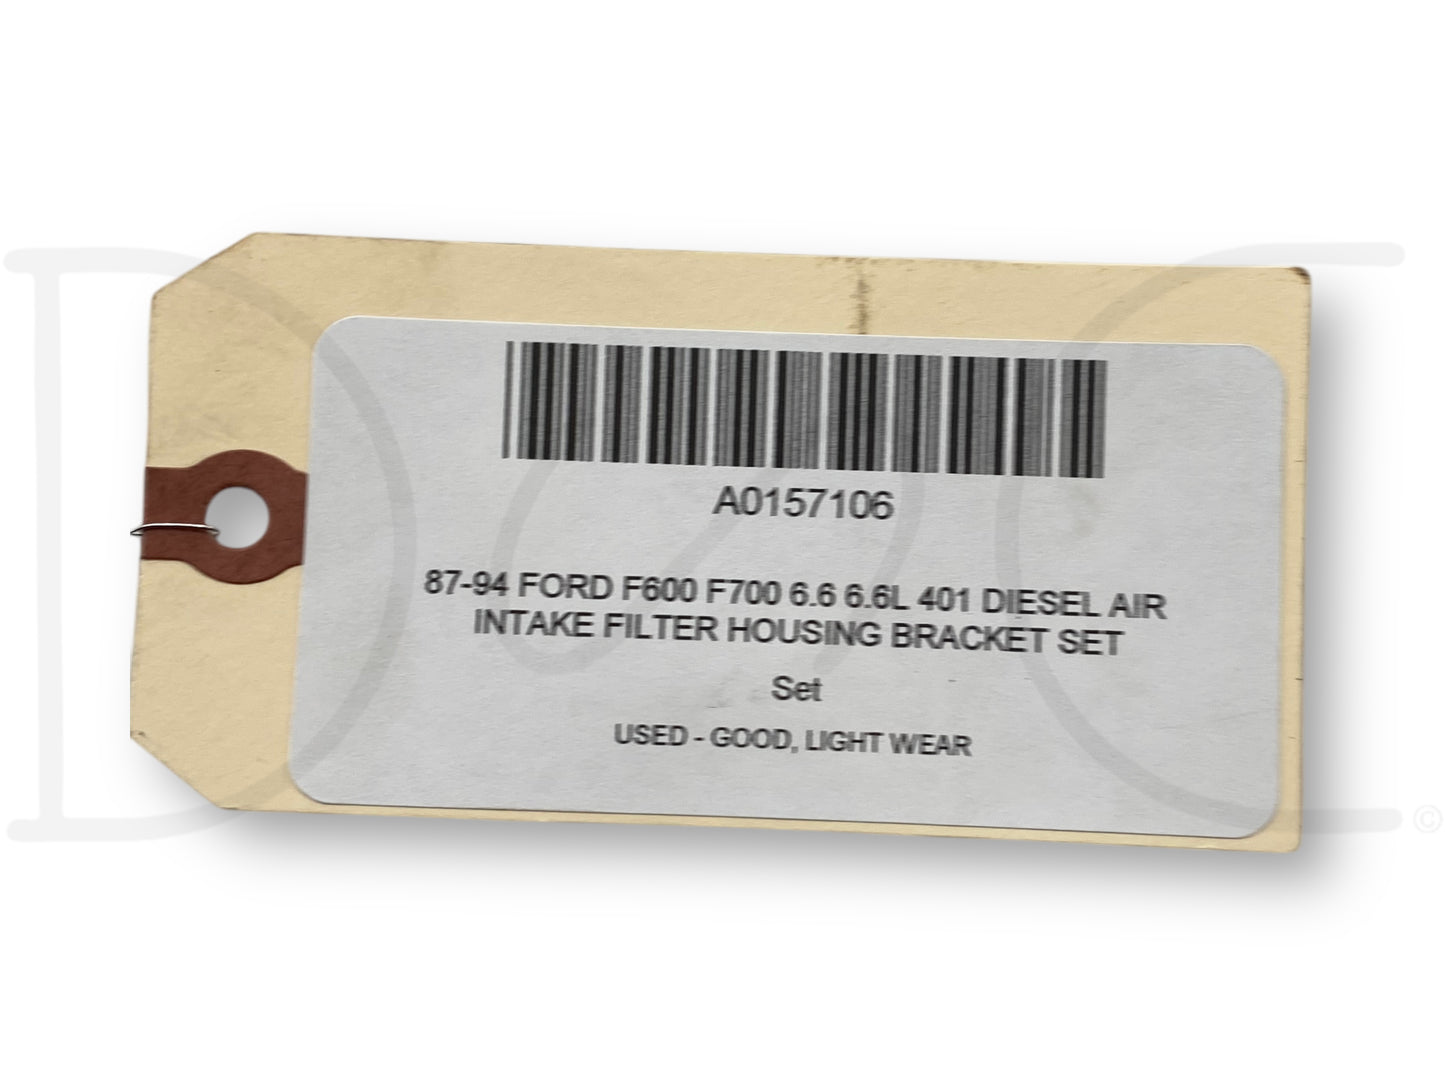 A0157106
87-94 FORD F600 F700 6.6 6.6L 401 DIESEL AIR
INTAKE FILTER HOUSING BRACKET SET
Set
USED - GOOD, LIGHT WEAR
©